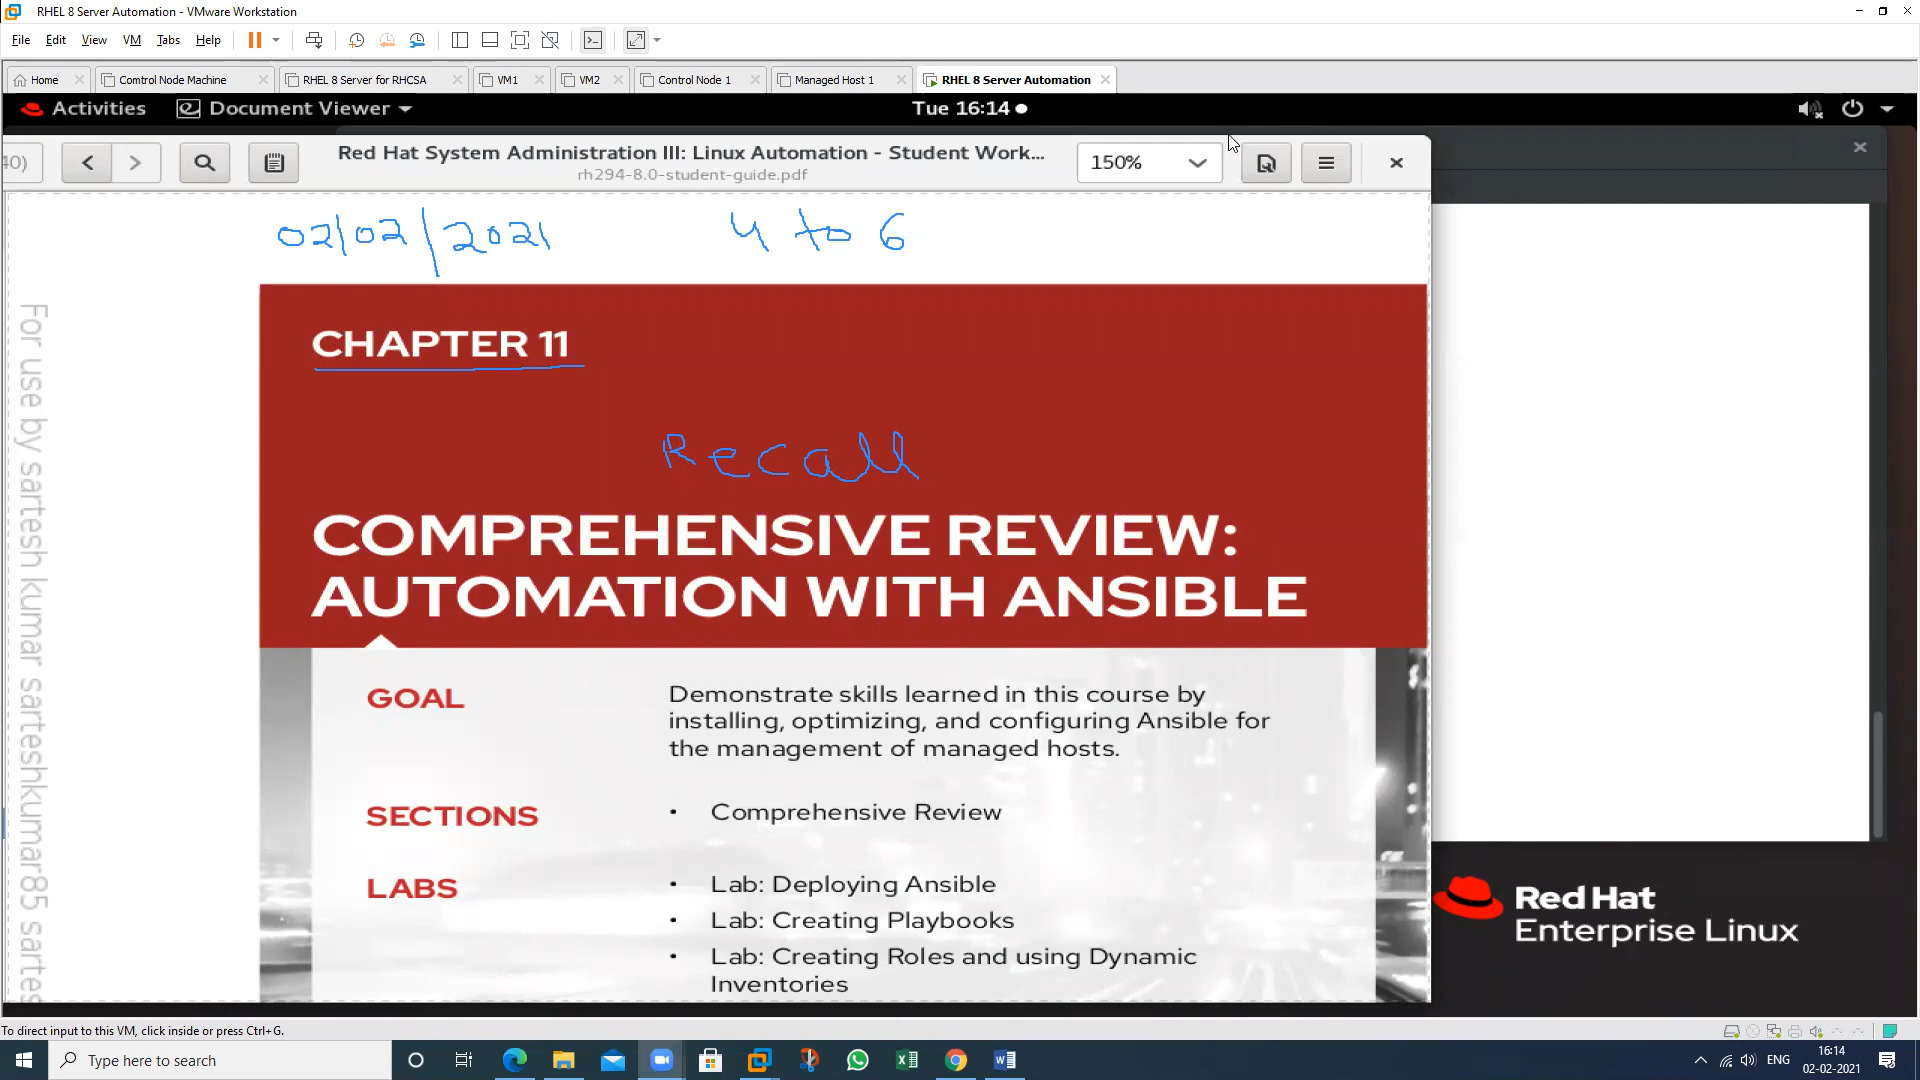 RHEL 8 Server Automation - VMware Workstation
File Edit View VM Tabs Help
Home Comtrol Node Machine RHEL 8 Server for RHCSA VM1 VM2 Control Node 1 Managed Host 1 RHEL 8 Server Automation
Activities Document Viewer Tue 16:14
40) Red Hat System Administration III: Linux Automation - Student Work... 150%
rh294-8.0-student-guide.pdf
02/02/2021 4 to 6
CHAPTER 11
Recall
COMPREHENSIVE REVIEW:
AUTOMATION WITH ANSIBLE
GOAL Demonstrate skills learned in this course by
installing, optimizing, and configuring Ansible for
the management of managed hosts.
SECTIONS • Comprehensive Review
LABS • Lab: Deploying Ansible
• Lab: Creating Playbooks
• Lab: Creating Roles and using Dynamic
Inventories
For use by sartesh kumar sarteshkumar85 sartes
Red Hat
Enterprise Linux
To direct input to this VM, click inside or press Ctrl+G.
Type here to search ENG 16:14
02-02-2021